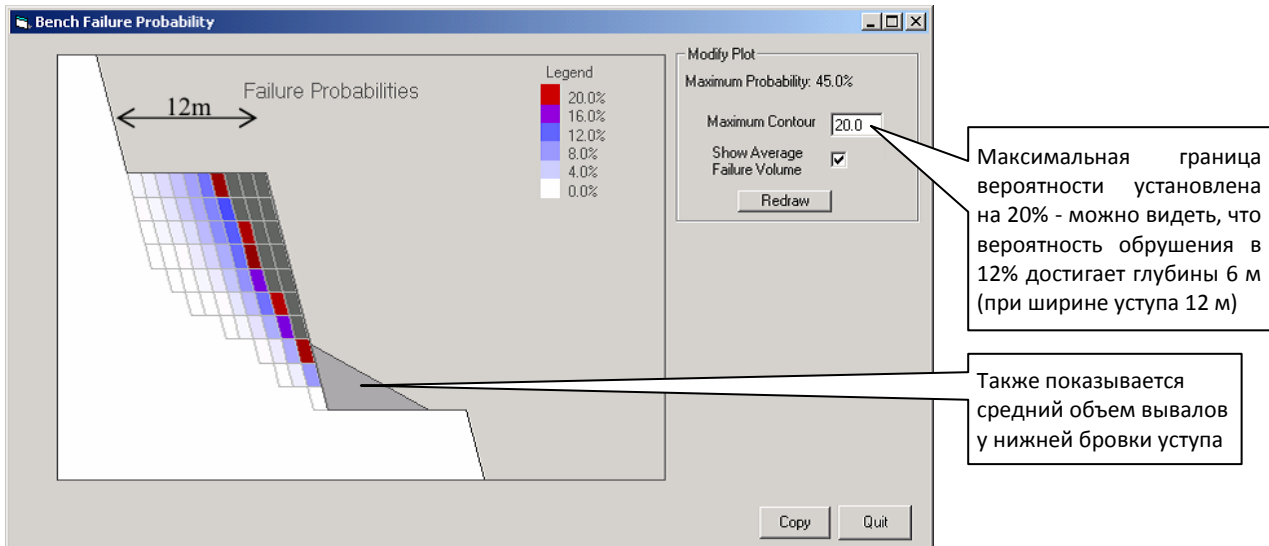 Bench Failure Probability
Failure Probabilities
12m
Legend
20.0%
16.0%
12.0%
8.0%
4.0%
0.0%
Modify Plot
Maximum Probability: 45.0%
Maximum Contour 20.0
Show Average
Failure Volume
Redraw
Copy
Quit
Максимальная граница
вероятности установлена
на 20% - можно видеть, что
вероятность обрушения в
12% достигает глубины 6 м
(при ширине уступа 12 м)
Также показывается
средний объем вывалов
у нижней бровки уступа